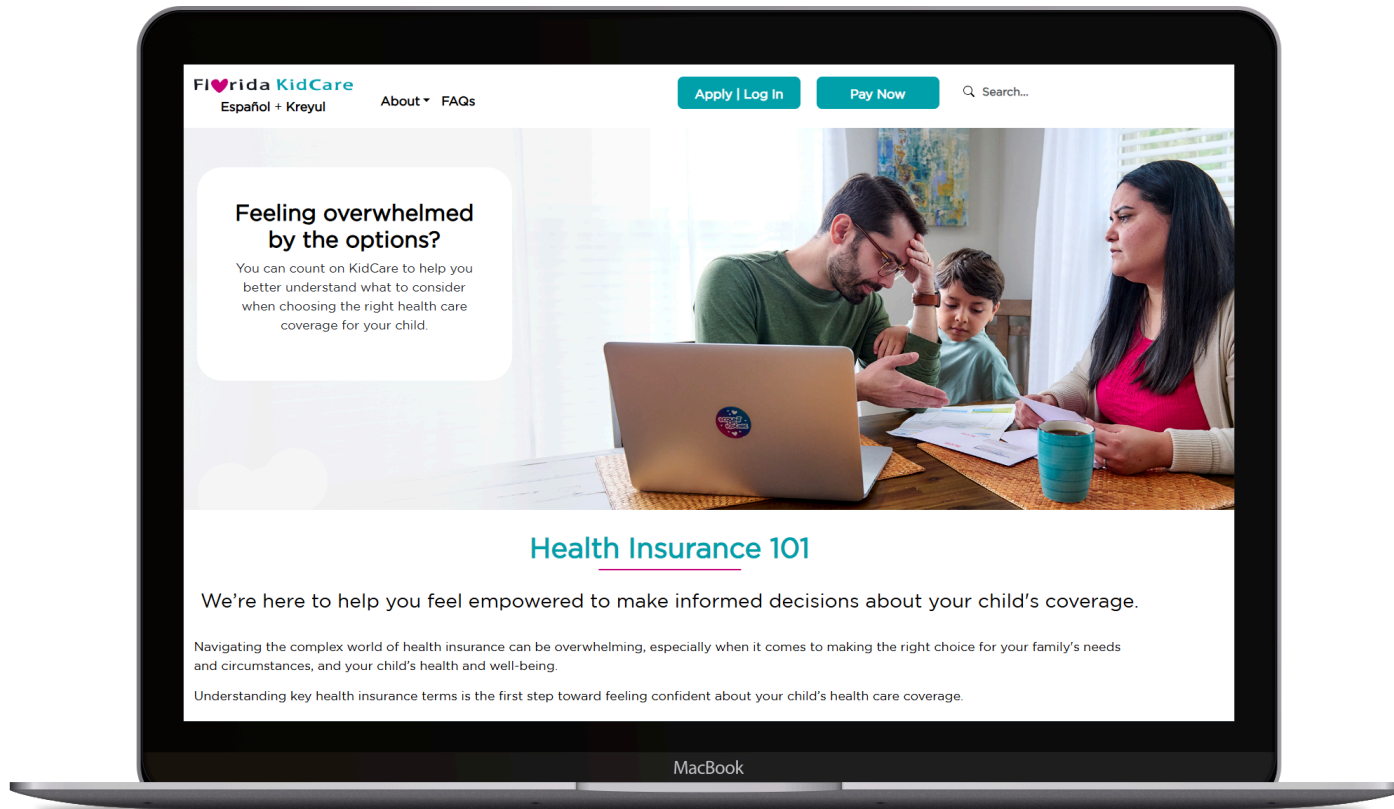 Fl♥rida KidCare
Español + Kreyul
About
FAQs
Apply | Log In
Pay Now
Search...
Feeling overwhelmed
by the options?
You can count on KidCare to help you
better understand what to consider
when choosing the right health care
coverage for your child.
Health Insurance 101
We’re here to help you feel empowered to make informed decisions about your child's coverage.
Navigating the complex world of health insurance can be overwhelming, especially when it comes to making the right choice for your family's needs
and circumstances, and your child’s health and well-being.
Understanding key health insurance terms is the first step toward feeling confident about your child’s health care coverage.
MacBook